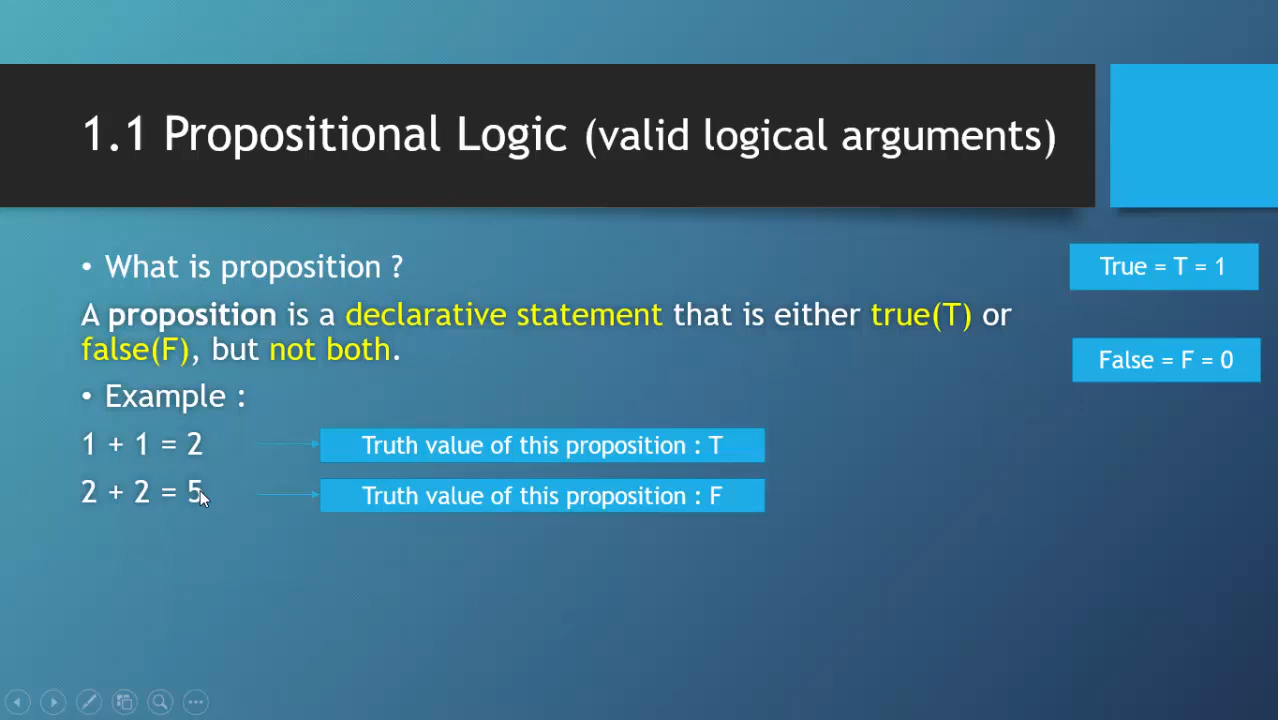 1.1 Propositional Logic (valid logical arguments)
• What is proposition ?
True = T = 1
A proposition is a declarative statement that is either true(T) or
false(F), but not both.
False = F = 0
• Example :
1 + 1 = 2
Truth value of this proposition : T
2 + 2 = 5
Truth value of this proposition : F